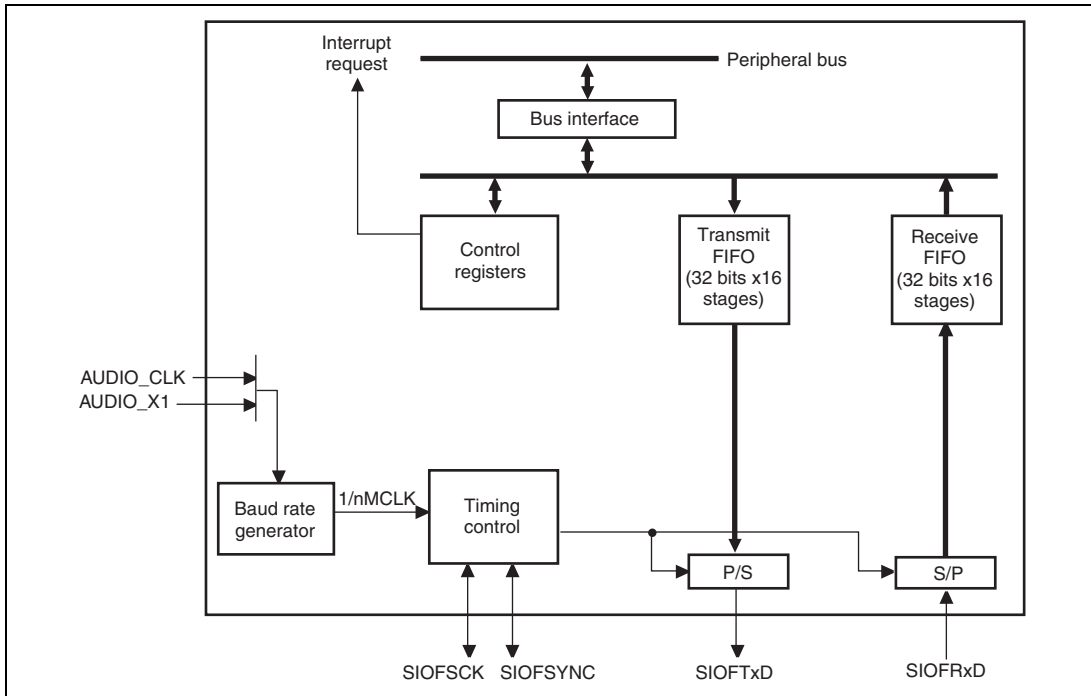 Interrupt
request
Peripheral bus
Bus interface
Control
registers
Transmit
FIFO
(32 bits x16
stages)
Receive
FIFO
(32 bits x16
stages)
AUDIO_CLK
AUDIO_X1
Baud rate
generator
1/nMCLK
Timing
control
P/S
S/P
SIOFSCK
SIOFSYNC
SIOFTxD
SIOFRxD